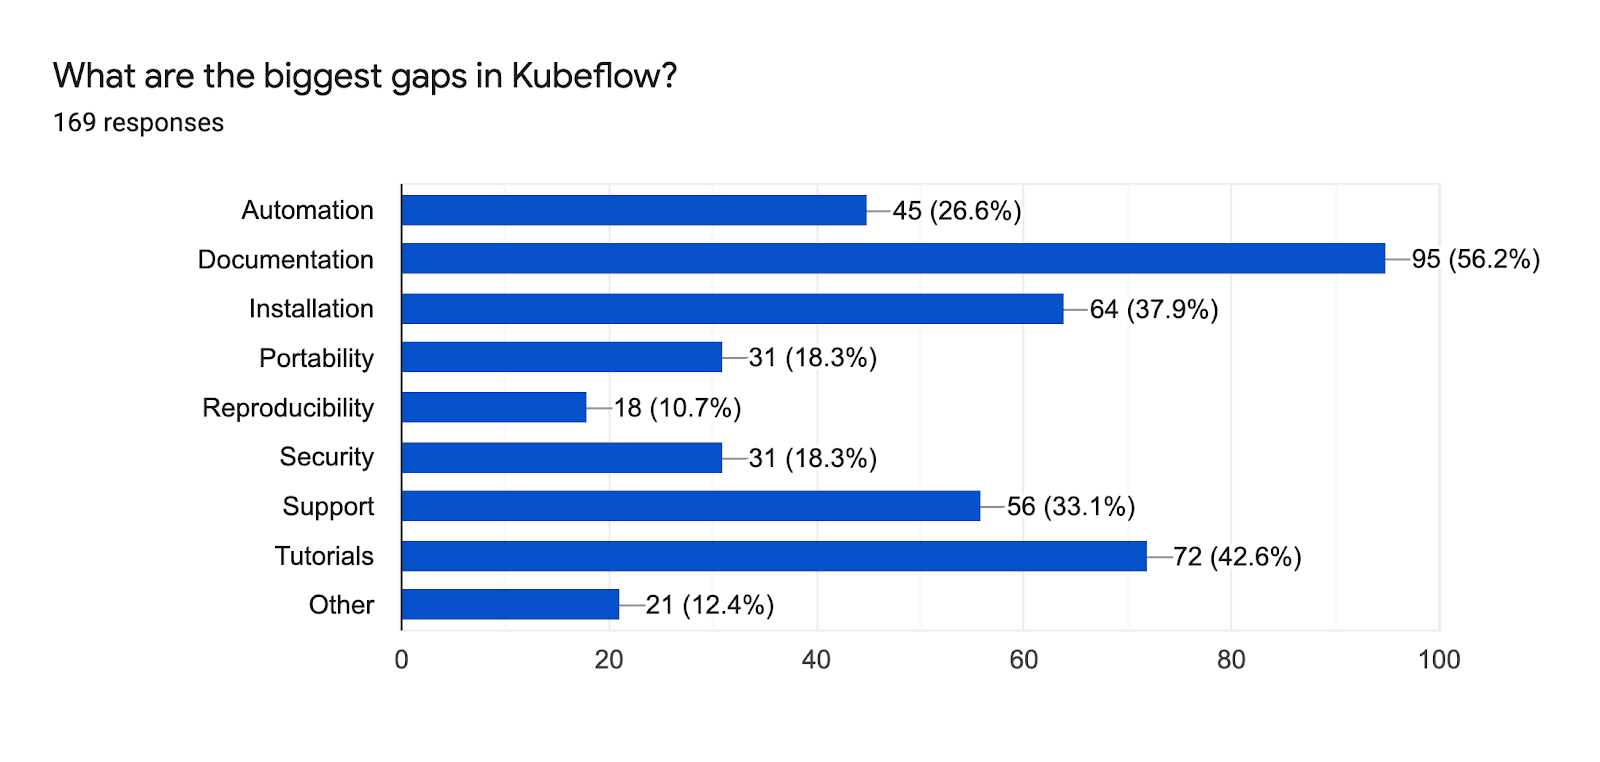 What are the biggest gaps in Kubeflow?
169 responses
Automation 45 (26.6%)
Documentation 95 (56.2%)
Installation 64 (37.9%)
Portability 31 (18.3%)
Reproducibility 18 (10.7%)
Security 31 (18.3%)
Support 56 (33.1%)
Tutorials 72 (42.6%)
Other 21 (12.4%)
0 20 40 60 80 100